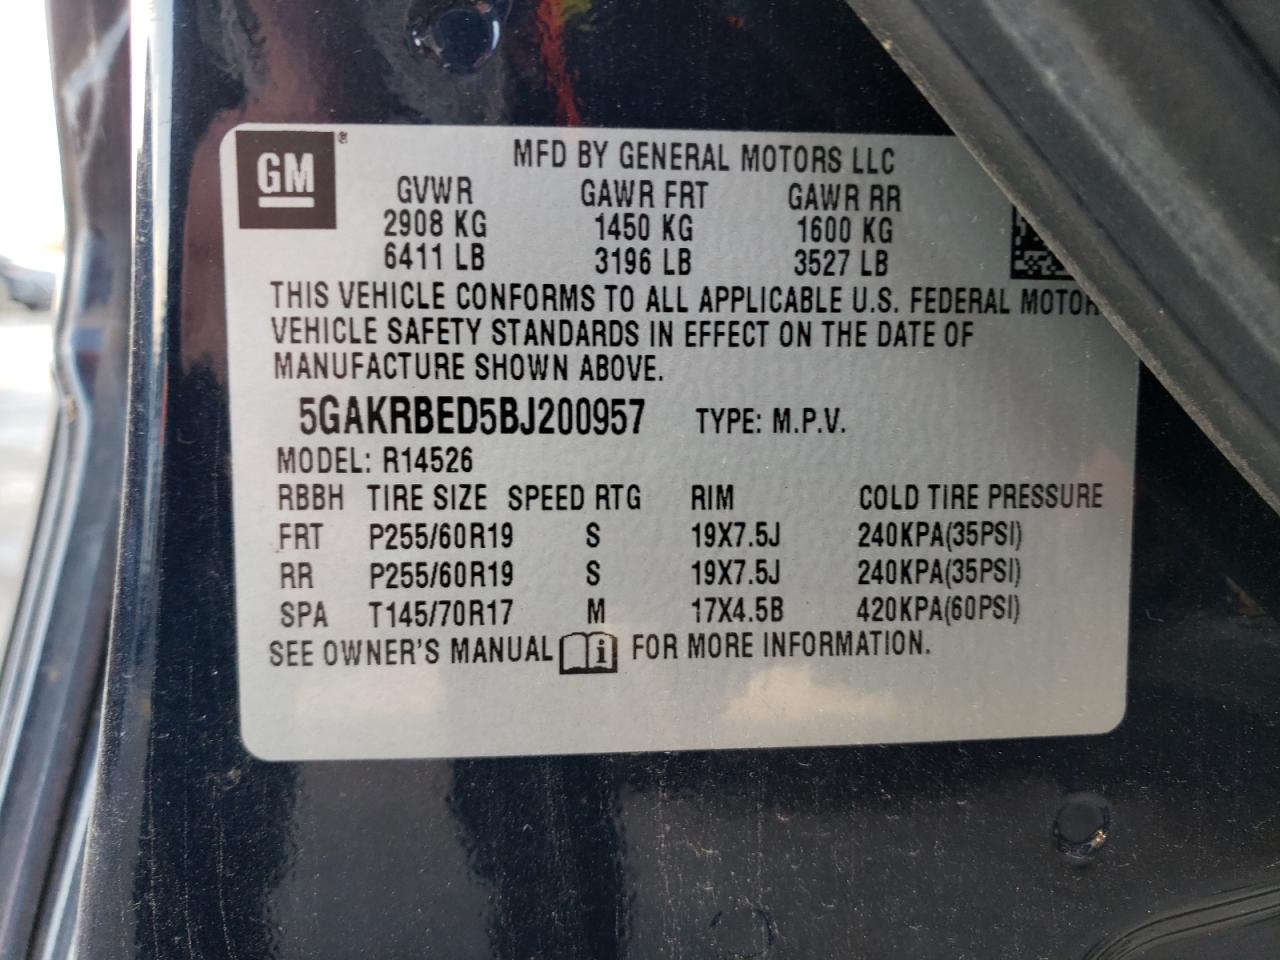 GM ®
MFD BY GENERAL MOTORS LLC
GVWR GAWR FRT GAWR RR
2908 KG 1450 KG 1600 KG
6411 LB 3196 LB 3527 LB
THIS VEHICLE CONFORMS TO ALL APPLICABLE U.S. FEDERAL MOTOR
VEHICLE SAFETY STANDARDS IN EFFECT ON THE DATE OF
MANUFACTURE SHOWN ABOVE.
5GAKRBED5BJ200957 TYPE: M.P.V.
MODEL: R14526
RBBH TIRE SIZE SPEED RTG RIM COLD TIRE PRESSURE
FRT P255/60R19 S 19X7.5J 240KPA(35PSI)
RR P255/60R19 S 19X7.5J 240KPA(35PSI)
SPA T145/70R17 M 17X4.5B 420KPA(60PSI)
SEE OWNER'S MANUAL i FOR MORE INFORMATION.